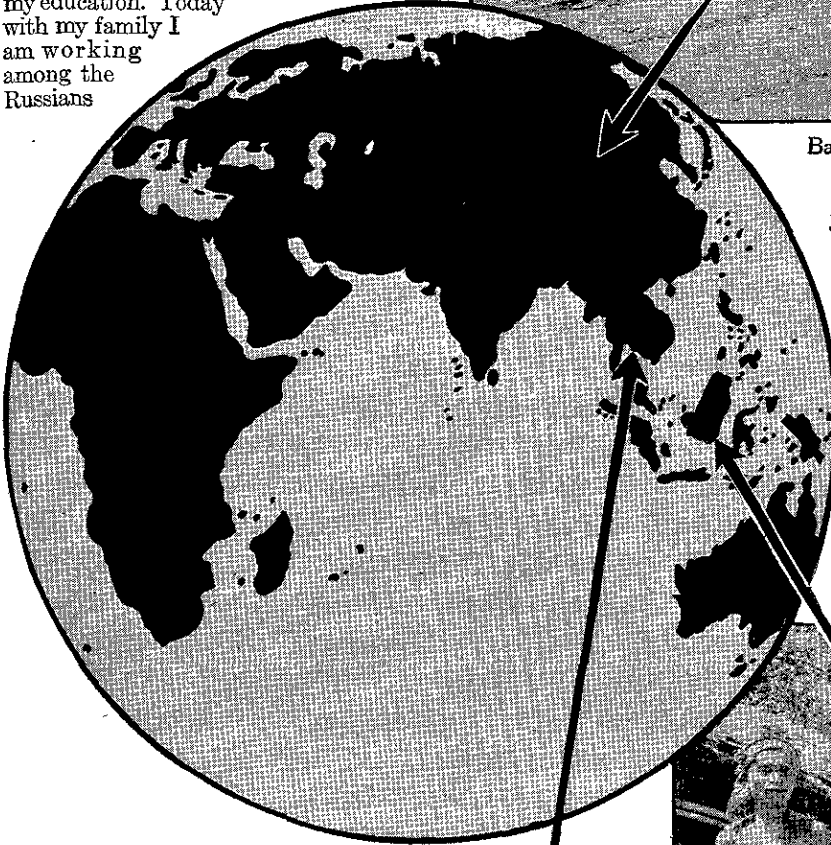 my education. Today
with my family I
am working
among the
Russians
Ba